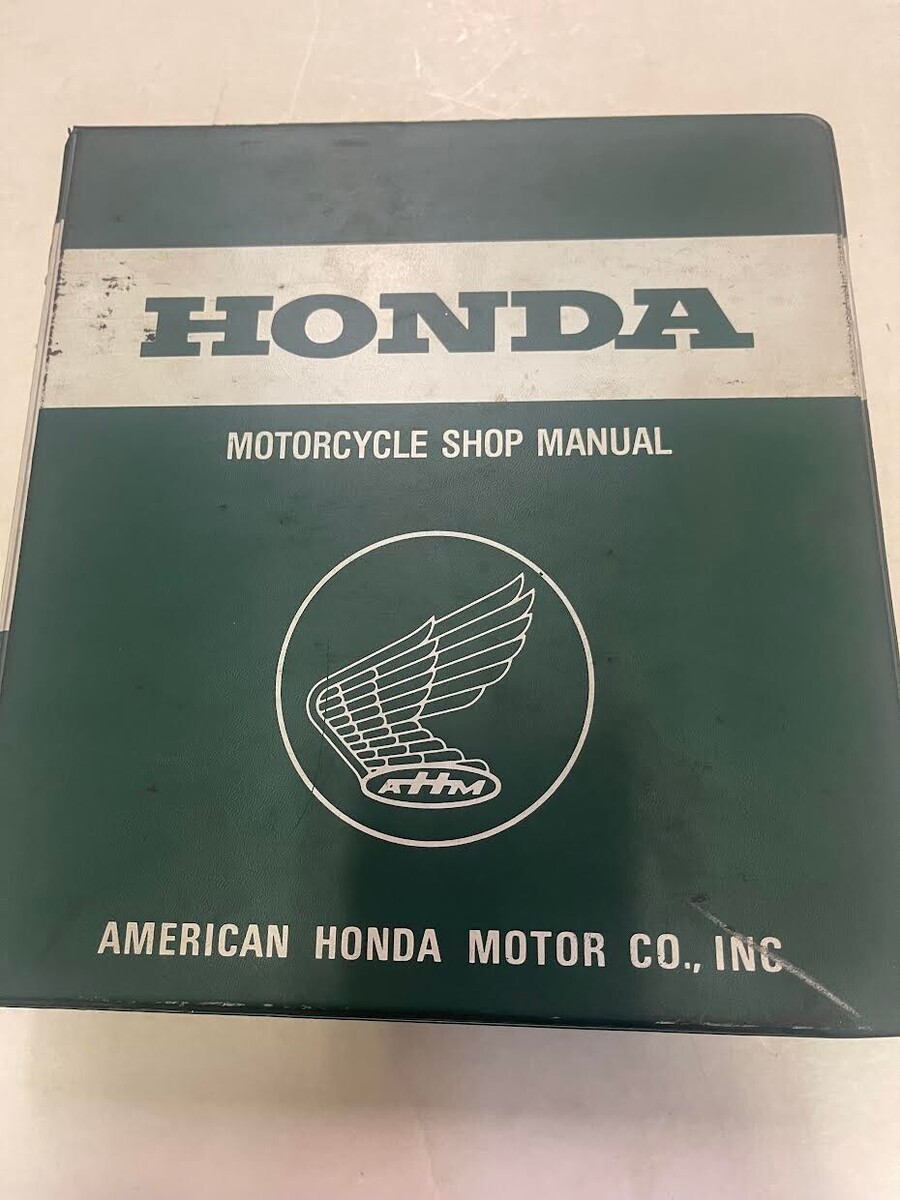 HONDA
MOTORCYCLE SHOP MANUAL
AHM
AMERICAN HONDA MOTOR CO., INC